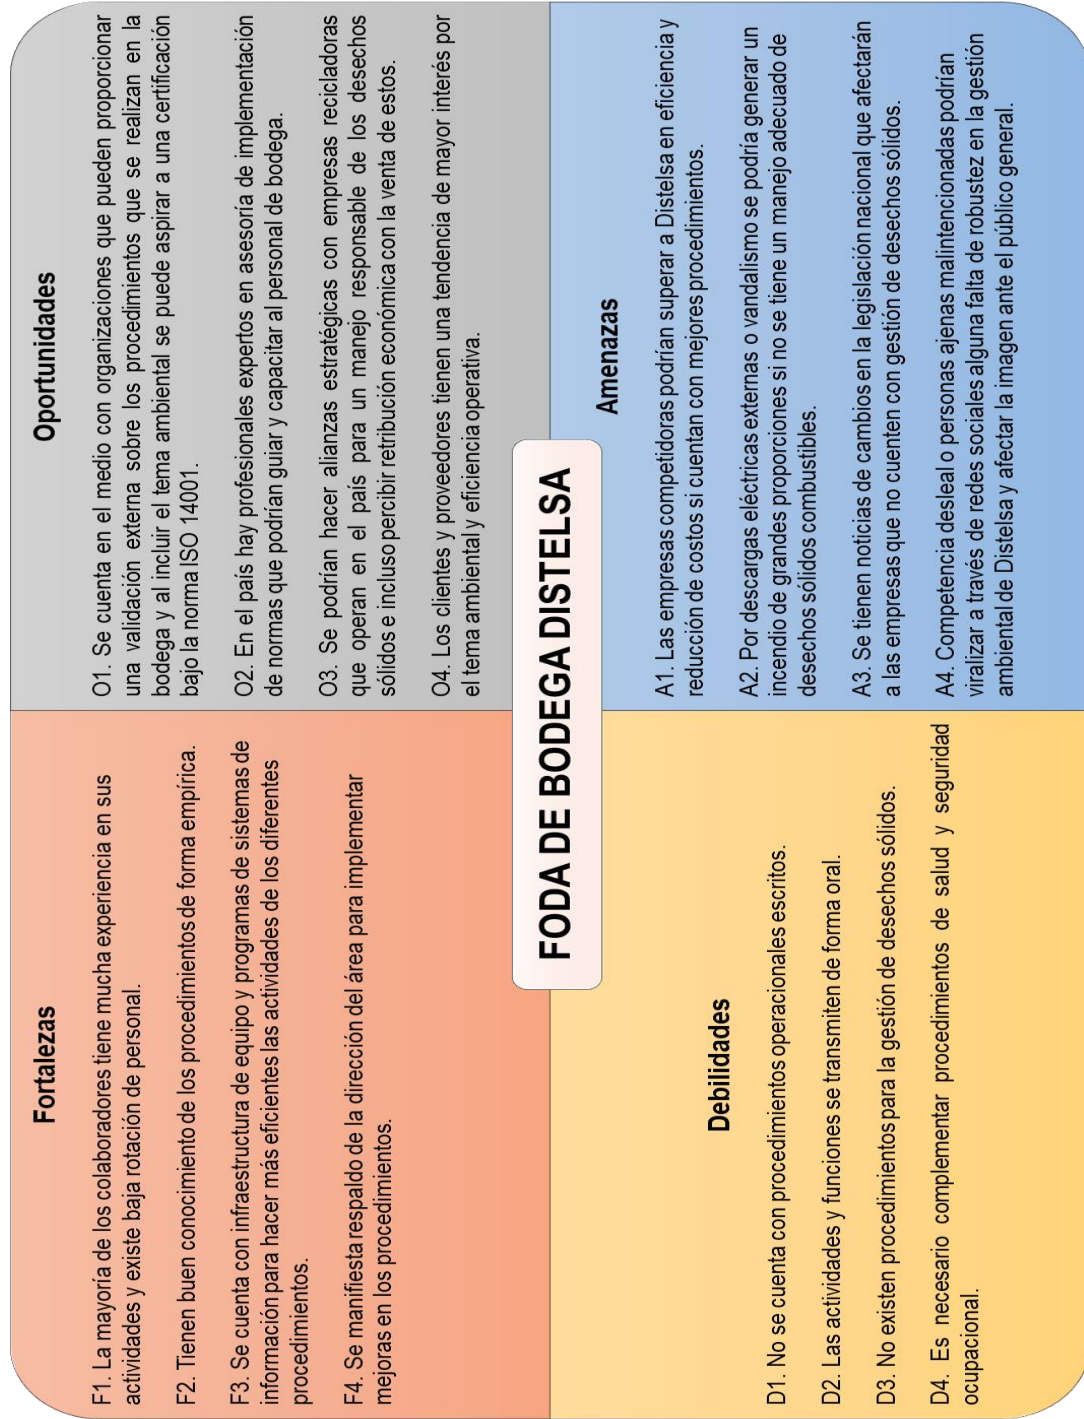 FODA DE BODEGA DISTELSA
Fortalezas
F1. La mayoría de los colaboradores tiene mucha experiencia en sus
actividades y existe baja rotación de personal.
F2. Tienen buen conocimiento de los procedimientos de forma empírica.
F3. Se cuenta con infraestructura de equipo y programas de sistemas de
información para hacer más eficientes las actividades de los diferentes
procedimientos.
F4. Se manifiesta respaldo de la dirección del área para implementar
mejoras en los procedimientos.
Oportunidades
O1. Se cuenta en el medio con organizaciones que pueden proporcionar
una validación externa sobre los procedimientos que se realizan en la
bodega y al incluir el tema ambiental se puede aspirar a una certificación
bajo la norma ISO 14001.
O2. En el país hay profesionales expertos en asesoría de implementación
de normas que podrían guiar y capacitar al personal de bodega.
O3. Se podrían hacer alianzas estratégicas con empresas recicladoras
que operan en el país para un manejo responsable de los desechos
sólidos e incluso percibir retribución económica con la venta de estos.
O4. Los clientes y proveedores tienen una tendencia de mayor interés por
el tema ambiental y eficiencia operativa.
Debilidades
D1. No se cuenta con procedimientos operacionales escritos.
D2. Las actividades y funciones se transmiten de forma oral.
D3. No existen procedimientos para la gestión de desechos sólidos.
D4. Es necesario complementar procedimientos de salud y seguridad
ocupacional.
Amenazas
A1. Las empresas competidoras podrían superar a Distelsa en eficiencia y
reducción de costos si cuentan con mejores procedimientos.
A2. Por descargas eléctricas externas o vandalismo se podría generar un
incendio de grandes proporciones si no se tiene un manejo adecuado de
desechos sólidos combustibles.
A3. Se tienen noticias de cambios en la legislación nacional que afectarán
a las empresas que no cuenten con gestión de desechos sólidos.
A4. Competencia desleal o personas ajenas malintencionadas podrían
viralizar a través de redes sociales alguna falta de robustez en la gestión
ambiental de Distelsa y afectar la imagen ante el público general.